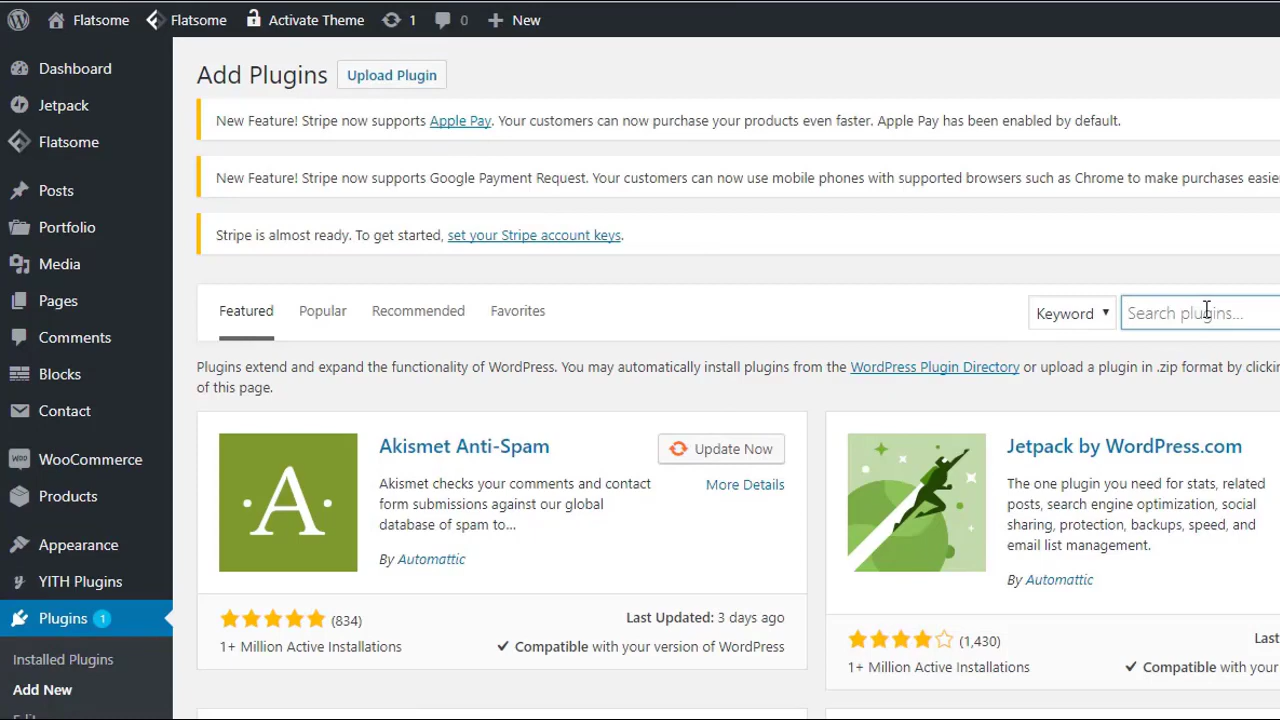 Flatsome Flatsome Activate Theme 1 0 New
Dashboard
Jetpack
Flatsome
Posts
Portfolio
Media
Pages
Comments
Blocks
Contact
WooCommerce
Products
Appearance
YITH Plugins
Plugins 1
Installed Plugins
Add New
Add Plugins Upload Plugin
New Feature! Stripe now supports Apple Pay. Your customers can now purchase your products even faster. Apple Pay has been enabled by default.
New Feature! Stripe now supports Google Payment Request. Your customers can now use mobile phones with supported browsers such as Chrome to make purchases easier
Stripe is almost ready. To get started, set your Stripe account keys.
Featured Popular Recommended Favorites Keyword Search plugins...
Plugins extend and expand the functionality of WordPress. You may automatically install plugins from the WordPress Plugin Directory or upload a plugin in .zip format by clicking
of this page.
A
Akismet Anti-Spam
Update Now
More Details
Akismet checks your comments and contact
form submissions against our global
database of spam to...
By Automattic
(834)
1+ Million Active Installations
Last Updated: 3 days ago
Compatible with your version of WordPress
Jetpack by WordPress.com
The one plugin you need for stats, related
posts, search engine optimization, social
sharing, protection, backups, speed, and
email list management.
By Automattic
(1,430)
1+ Million Active Installations
Last
Compatible with your